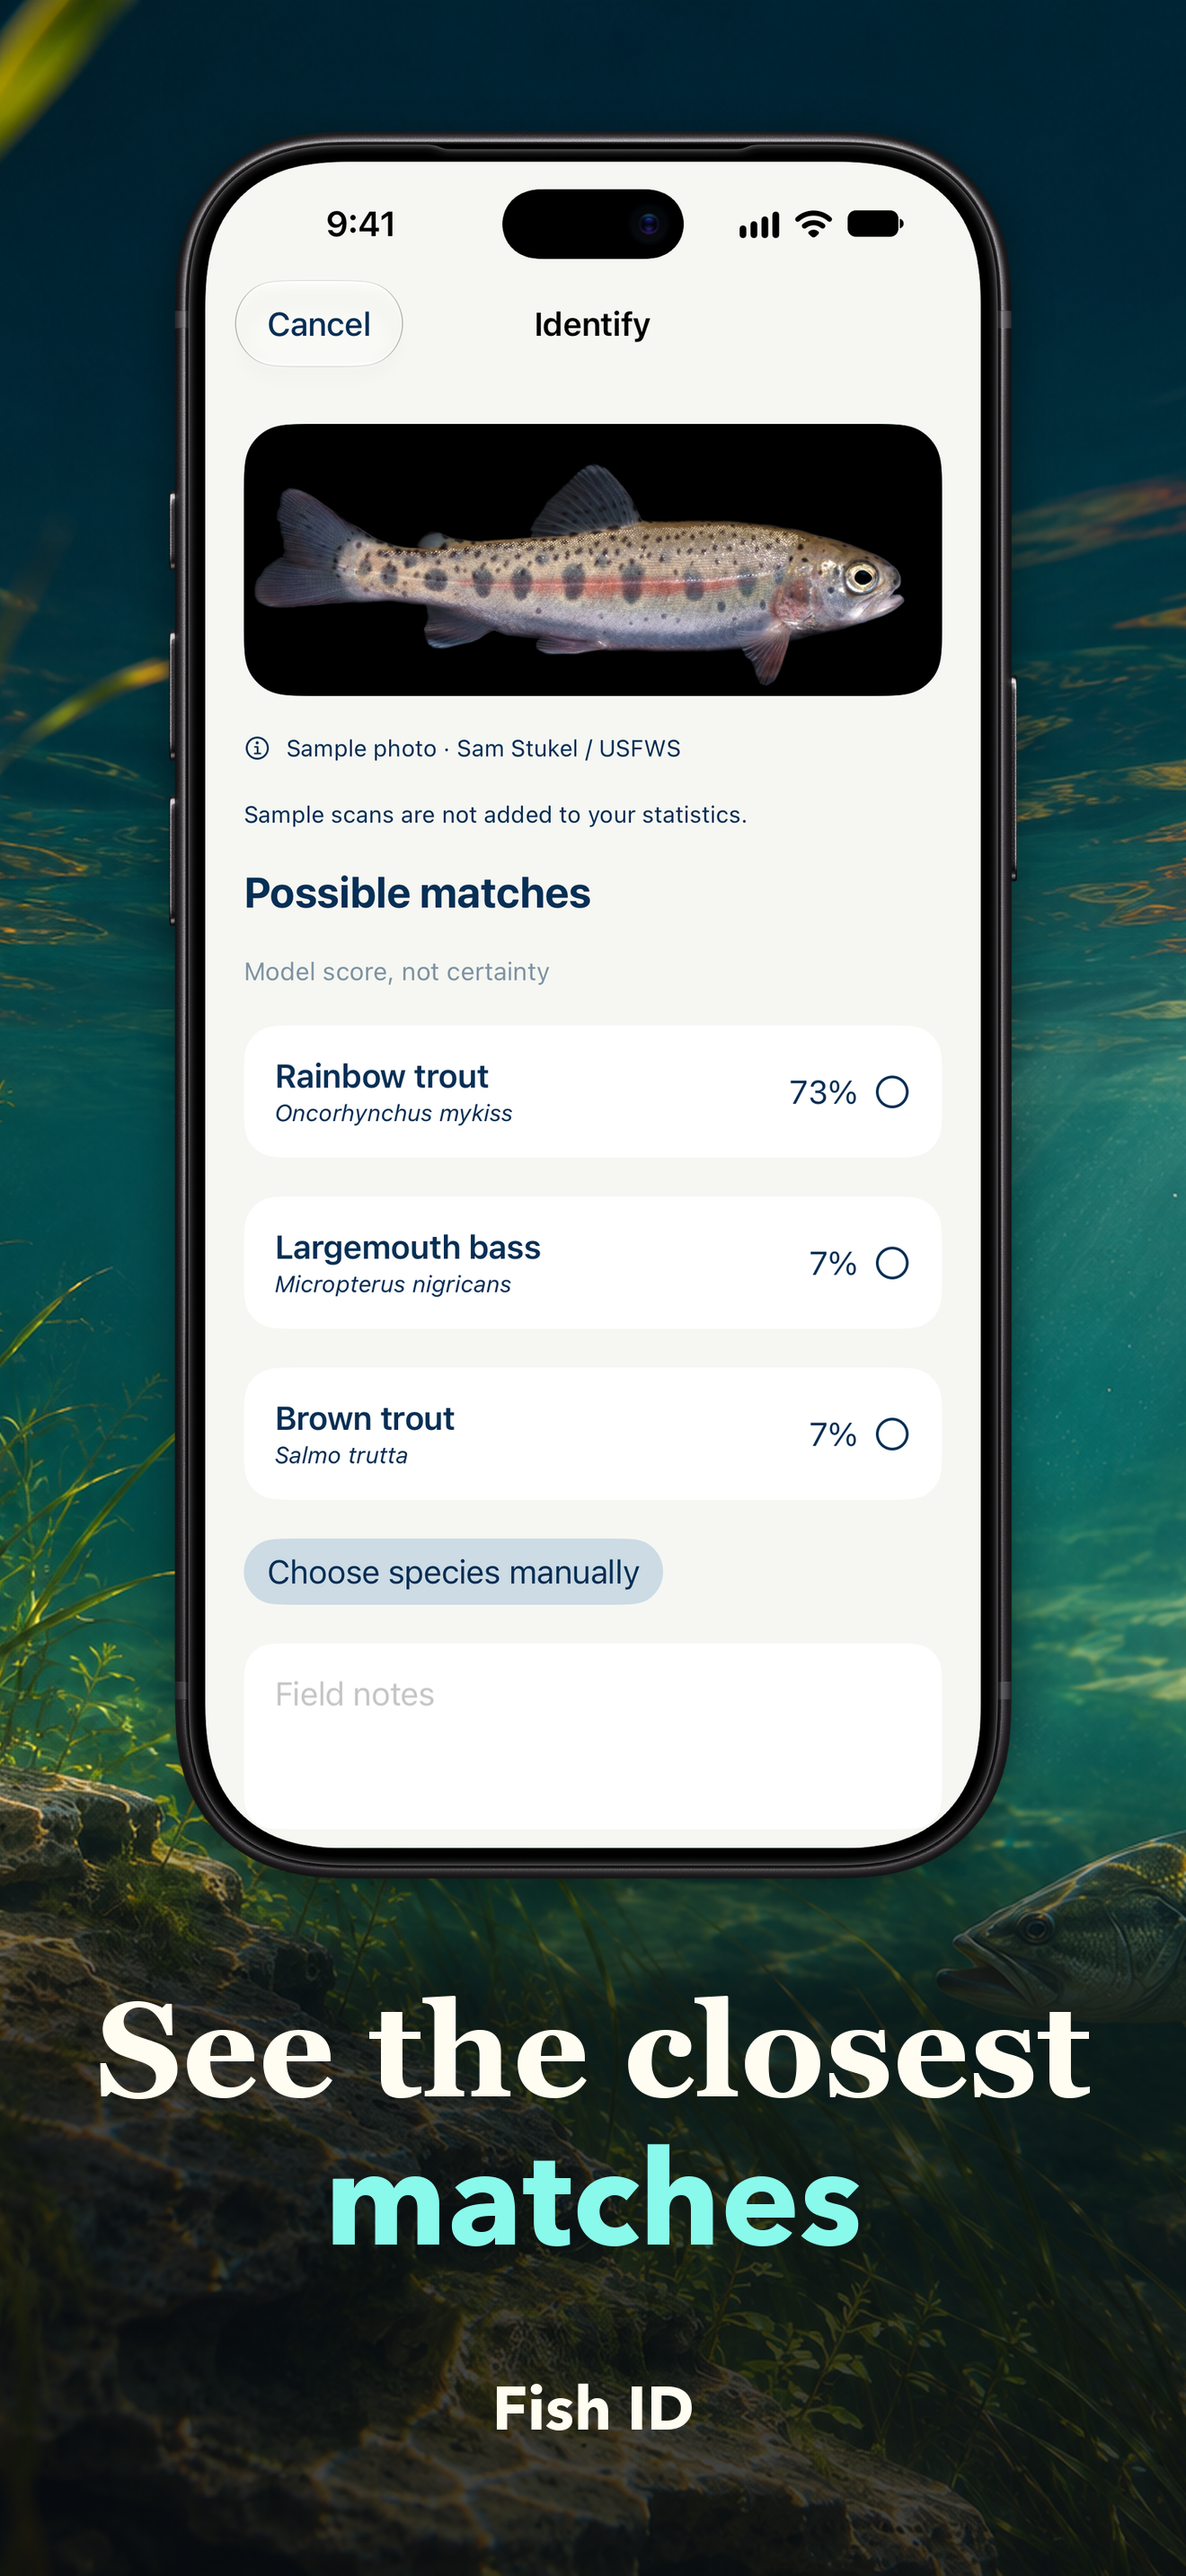 9:41
Cancel
Identify
Sample photo · Sam Stukel / USFWS
Sample scans are not added to your statistics.
Possible matches
Model score, not certainty
Rainbow trout
Oncorhynchus mykiss
73%
Largemouth bass
Micropterus nigricans
7%
Brown trout
Salmo trutta
7%
Choose species manually
Field notes
See the closest
matches
Fish ID